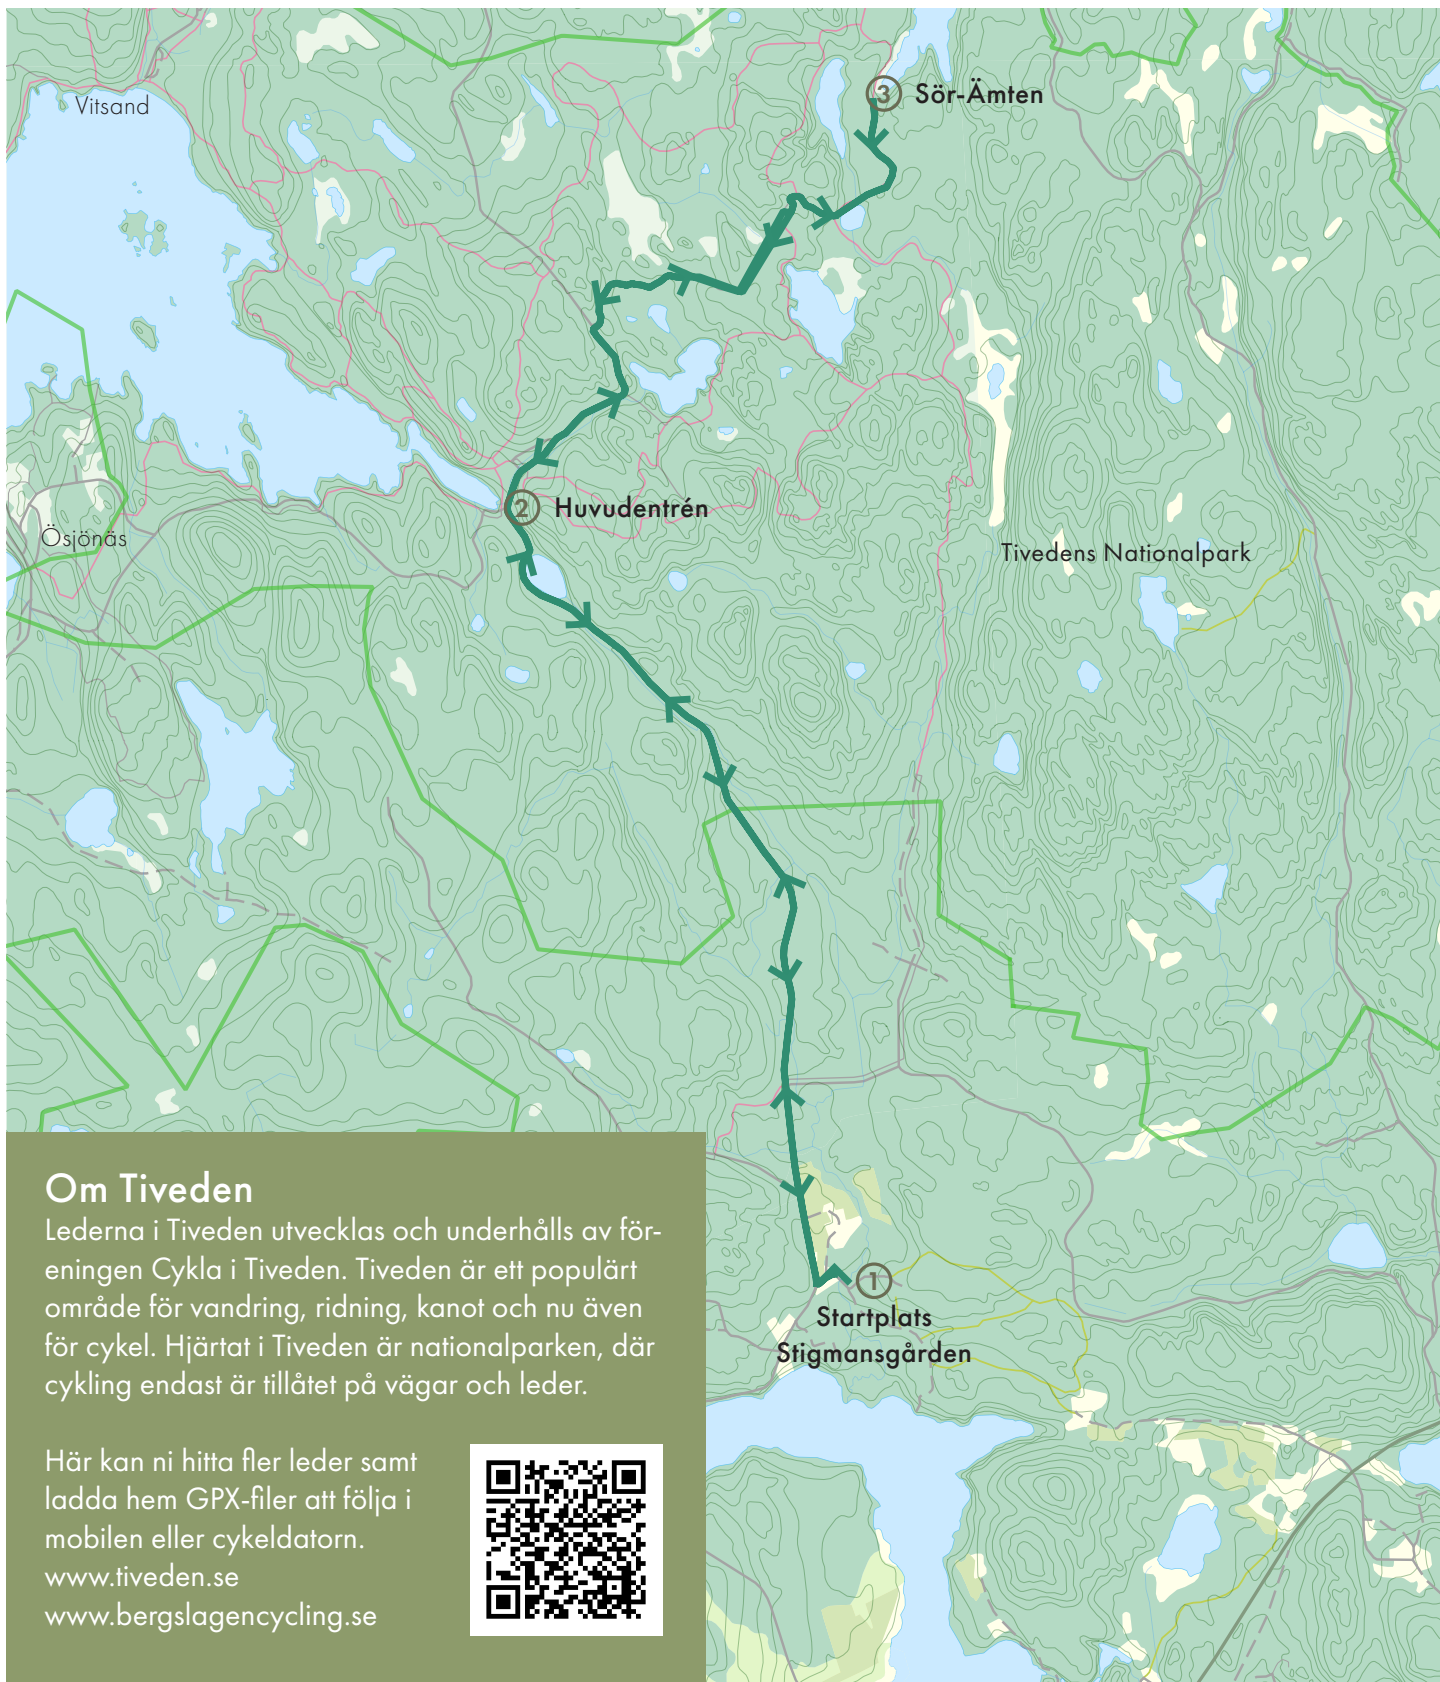 Vitsand
3 Sör-Ämten
2 Huvudentrén
Ösjönäs
Tivedens Nationalpark
1
Startplats
Stigmansgården
Om Tiveden
Lederna i Tiveden utvecklas och underhålls av för-
eningen Cykla i Tiveden. Tiveden är ett populärt
område för vandring, ridning, kanot och nu även
för cykel. Hjärtat i Tiveden är nationalparken, där
cykling endast är tillåtet på vägar och leder.
Här kan ni hitta fler leder samt
ladda hem GPX-filer att följa i
mobilen eller cykeldatorn.
www.tiveden.se
www.bergslagencycling.se